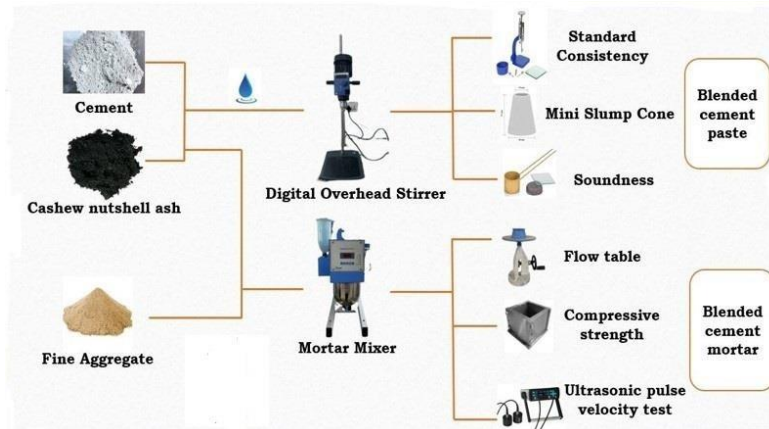 Cement
Cashew nutshell ash
Fine Aggregate
Digital Overhead Stirrer
Mortar Mixer
Standard
Consistency
Mini Slump Cone
Soundness
Flow table
Compressive
strength
Ultrasonic pulse
velocity test
Blended
cement
paste
Blended
cement
mortar